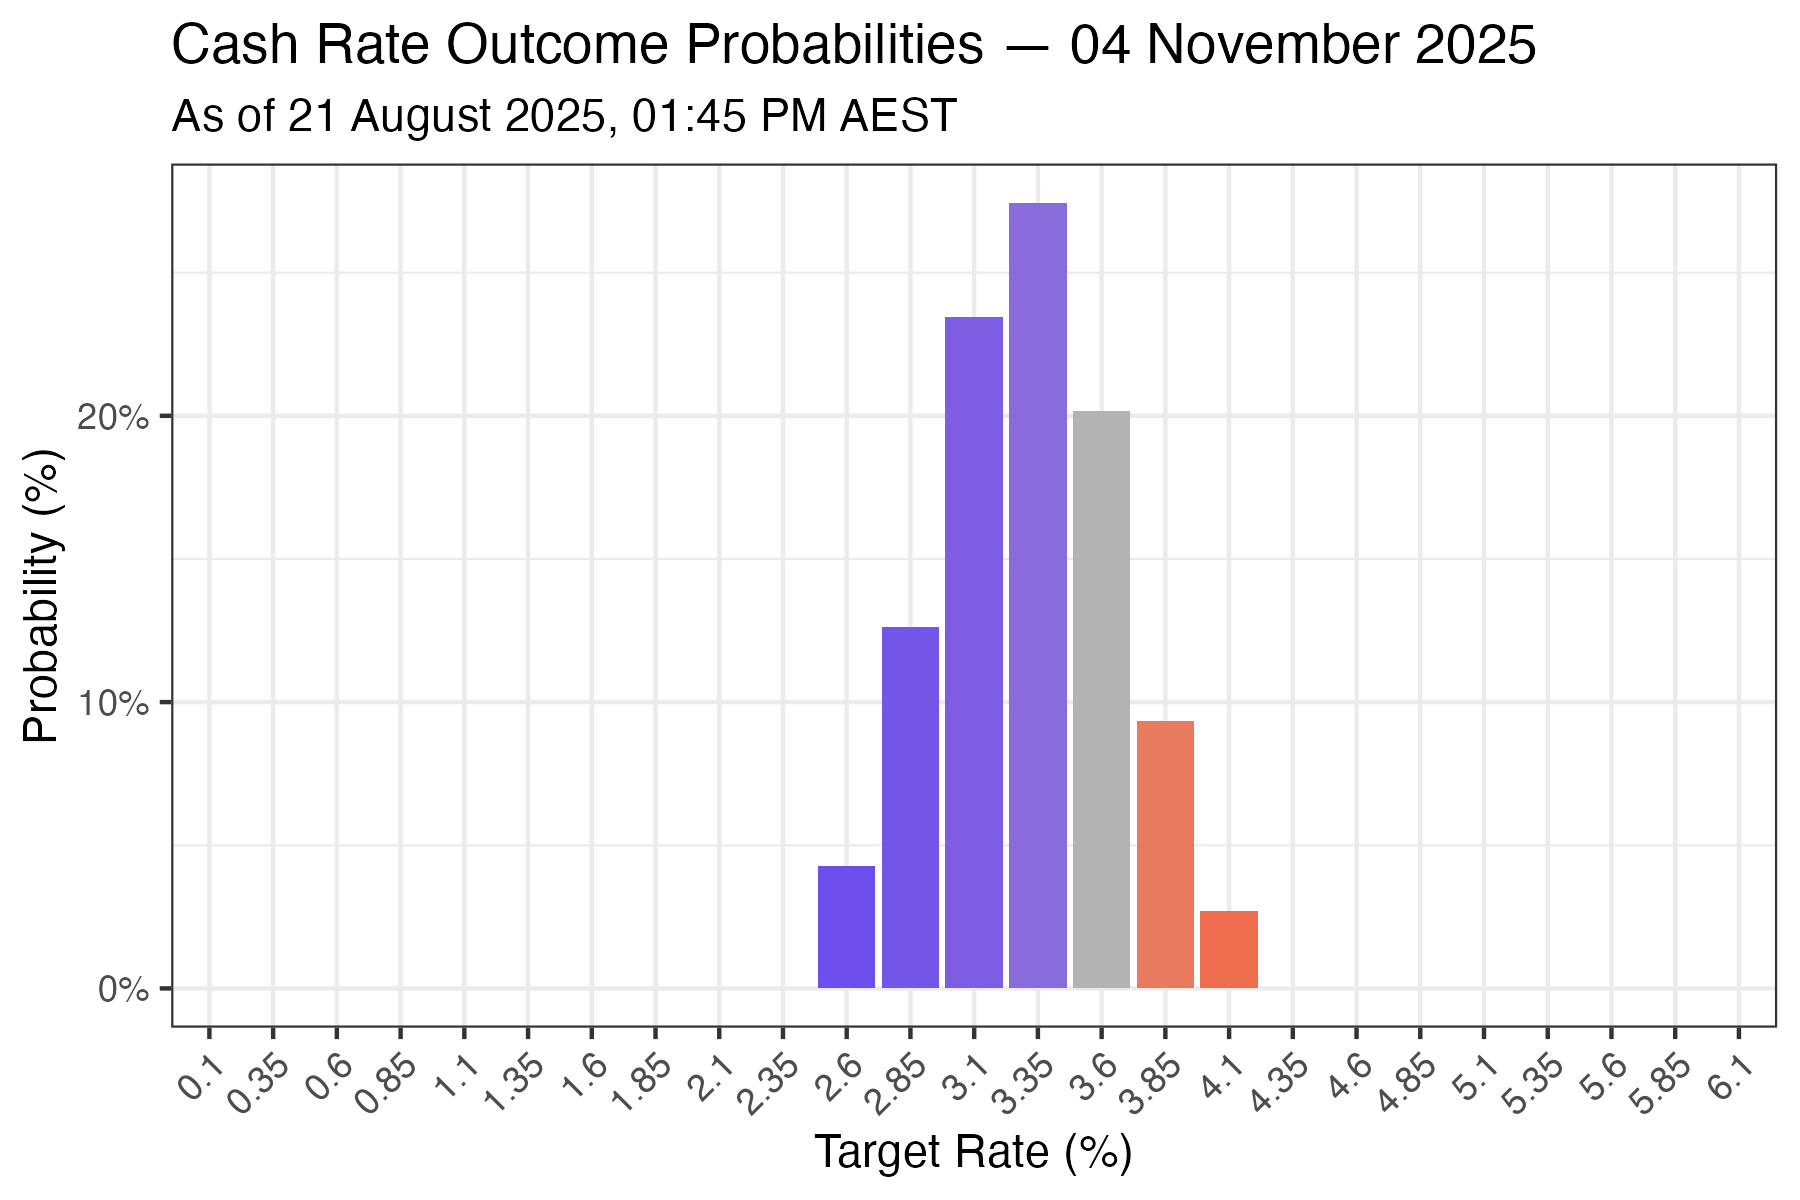 Cash Rate Outcome Probabilities — 04 November 2025
As of 21 August 2025, 01:45 PM AEST
Probability (%)
20%
10%
0%
0.1 0.35 0.6 0.85 1.1 1.35 1.6 1.85 2.1 2.35 2.6 2.85 3.1 3.35 3.6 3.85 4.1 4.35 4.6 4.85 5.1 5.35 5.6 5.85 6.1
Target Rate (%)